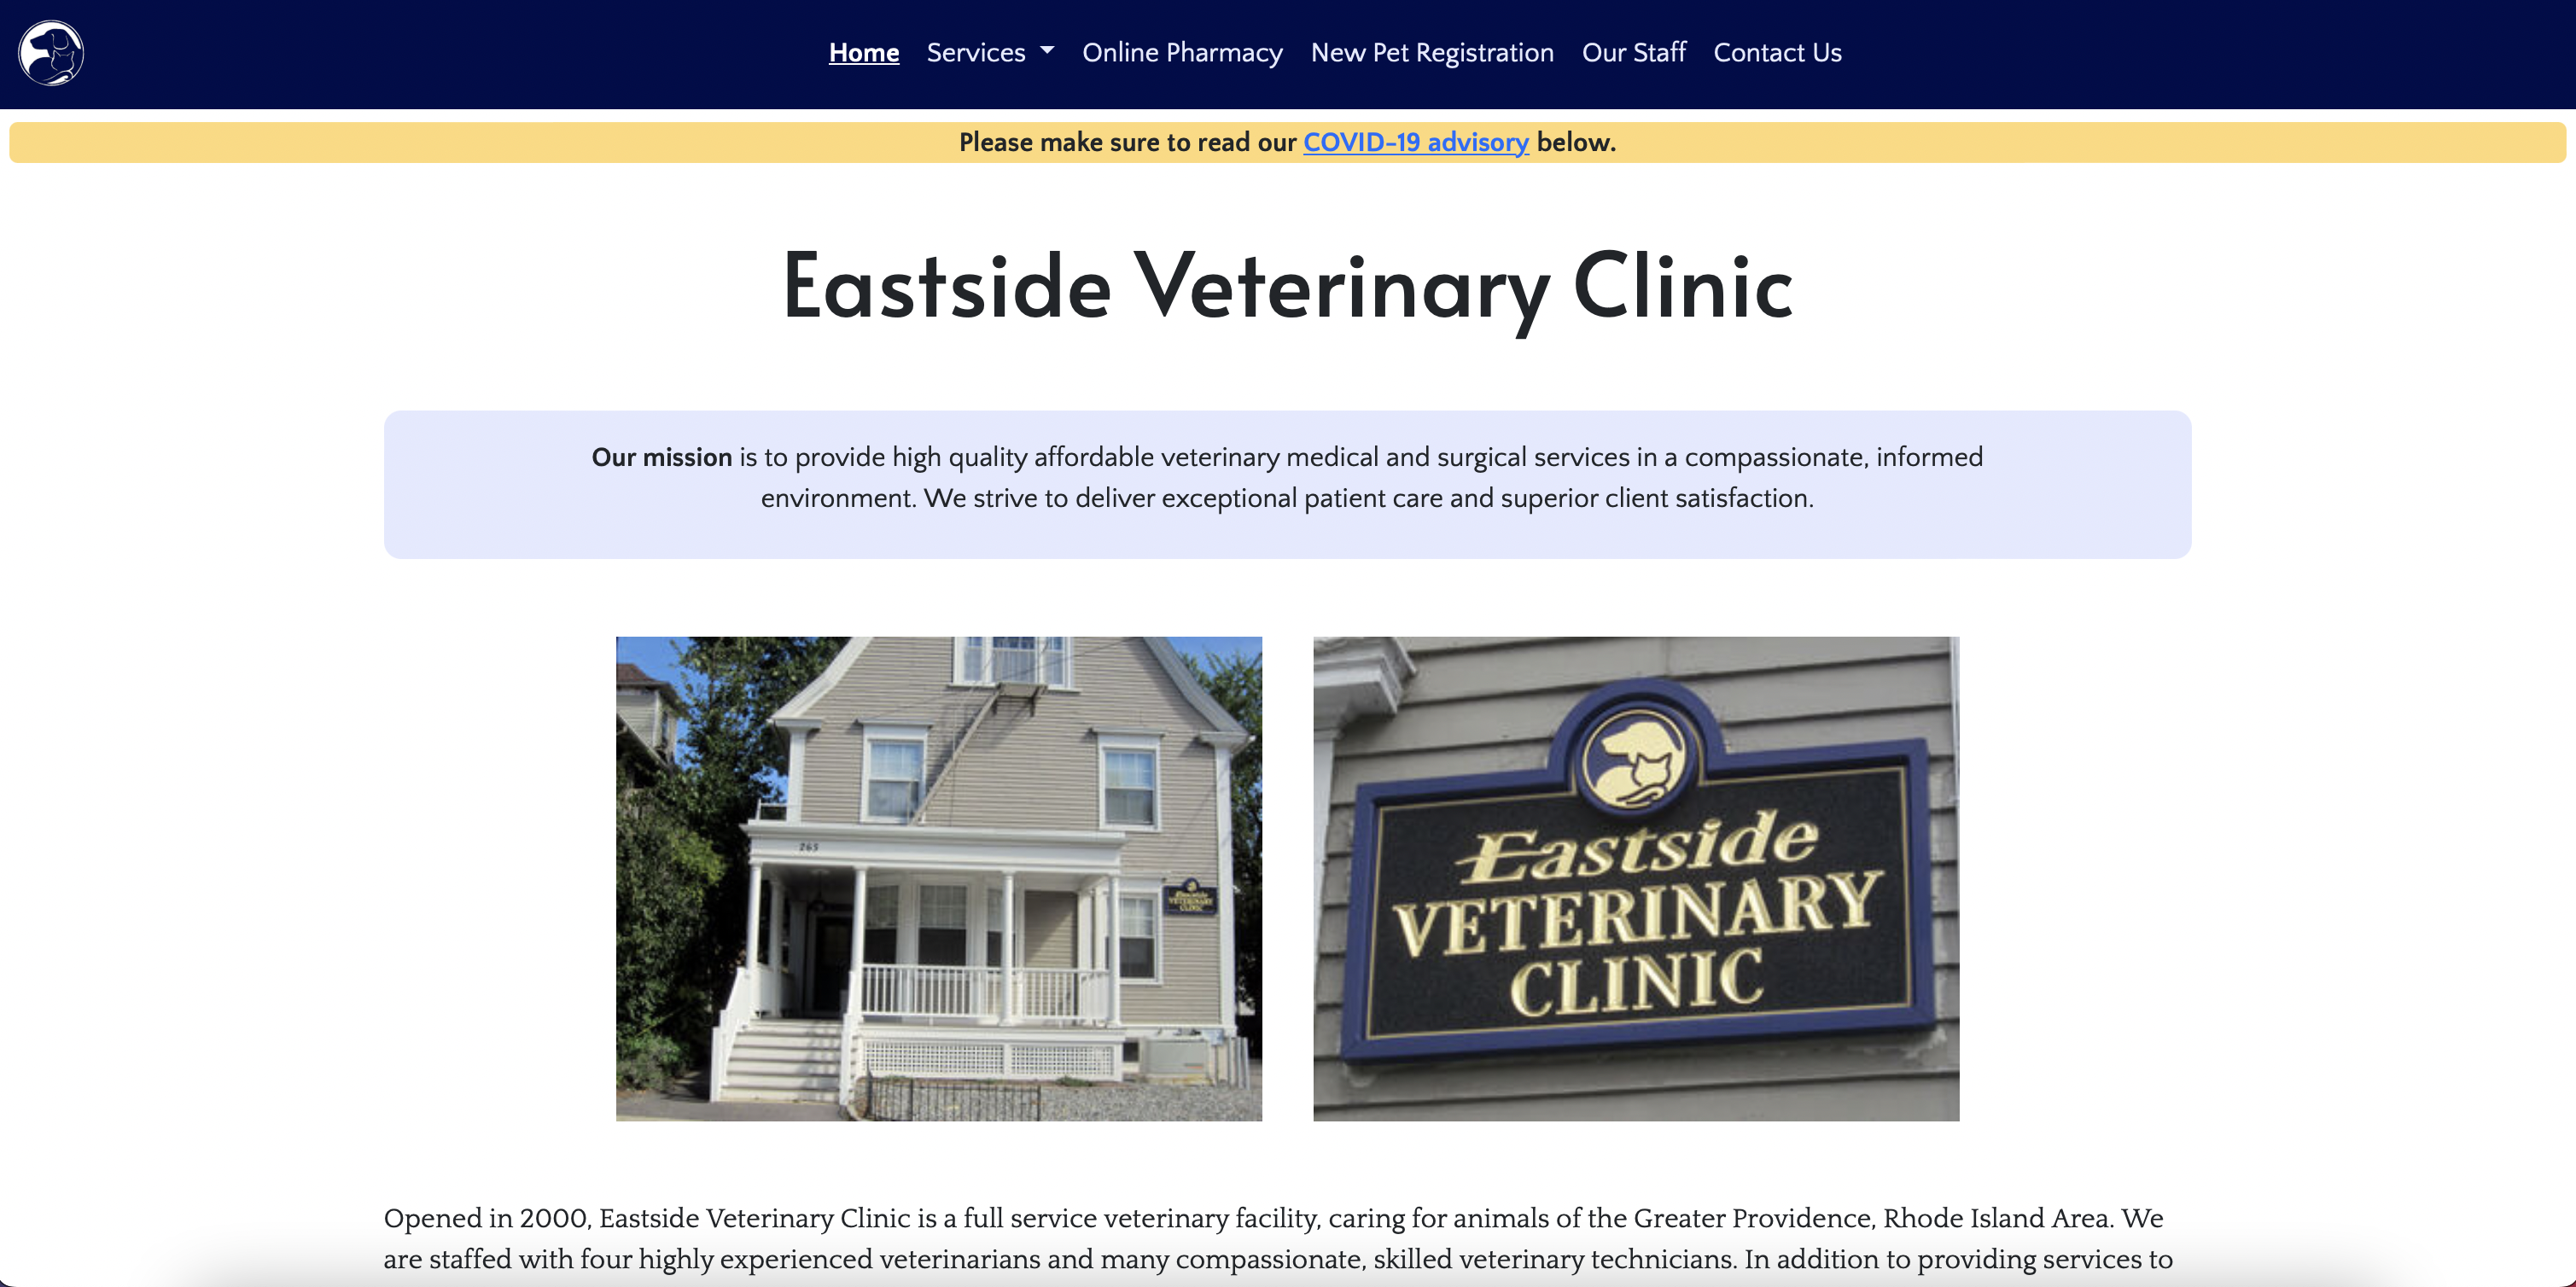 Home Services Online Pharmacy New Pet Registration Our Staff Contact Us
Please make sure to read our COVID-19 advisory below.
Eastside Veterinary Clinic
Our mission is to provide high quality affordable veterinary medical and surgical services in a compassionate, informed
environment. We strive to deliver exceptional patient care and superior client satisfaction.
265
Eastside
VETERINARY
CLINIC
Eastside
VETERINARY
CLINIC
Opened in 2000, Eastside Veterinary Clinic is a full service veterinary facility, caring for animals of the Greater Providence, Rhode Island Area. We
are staffed with four highly experienced veterinarians and many compassionate, skilled veterinary technicians. In addition to providing services to